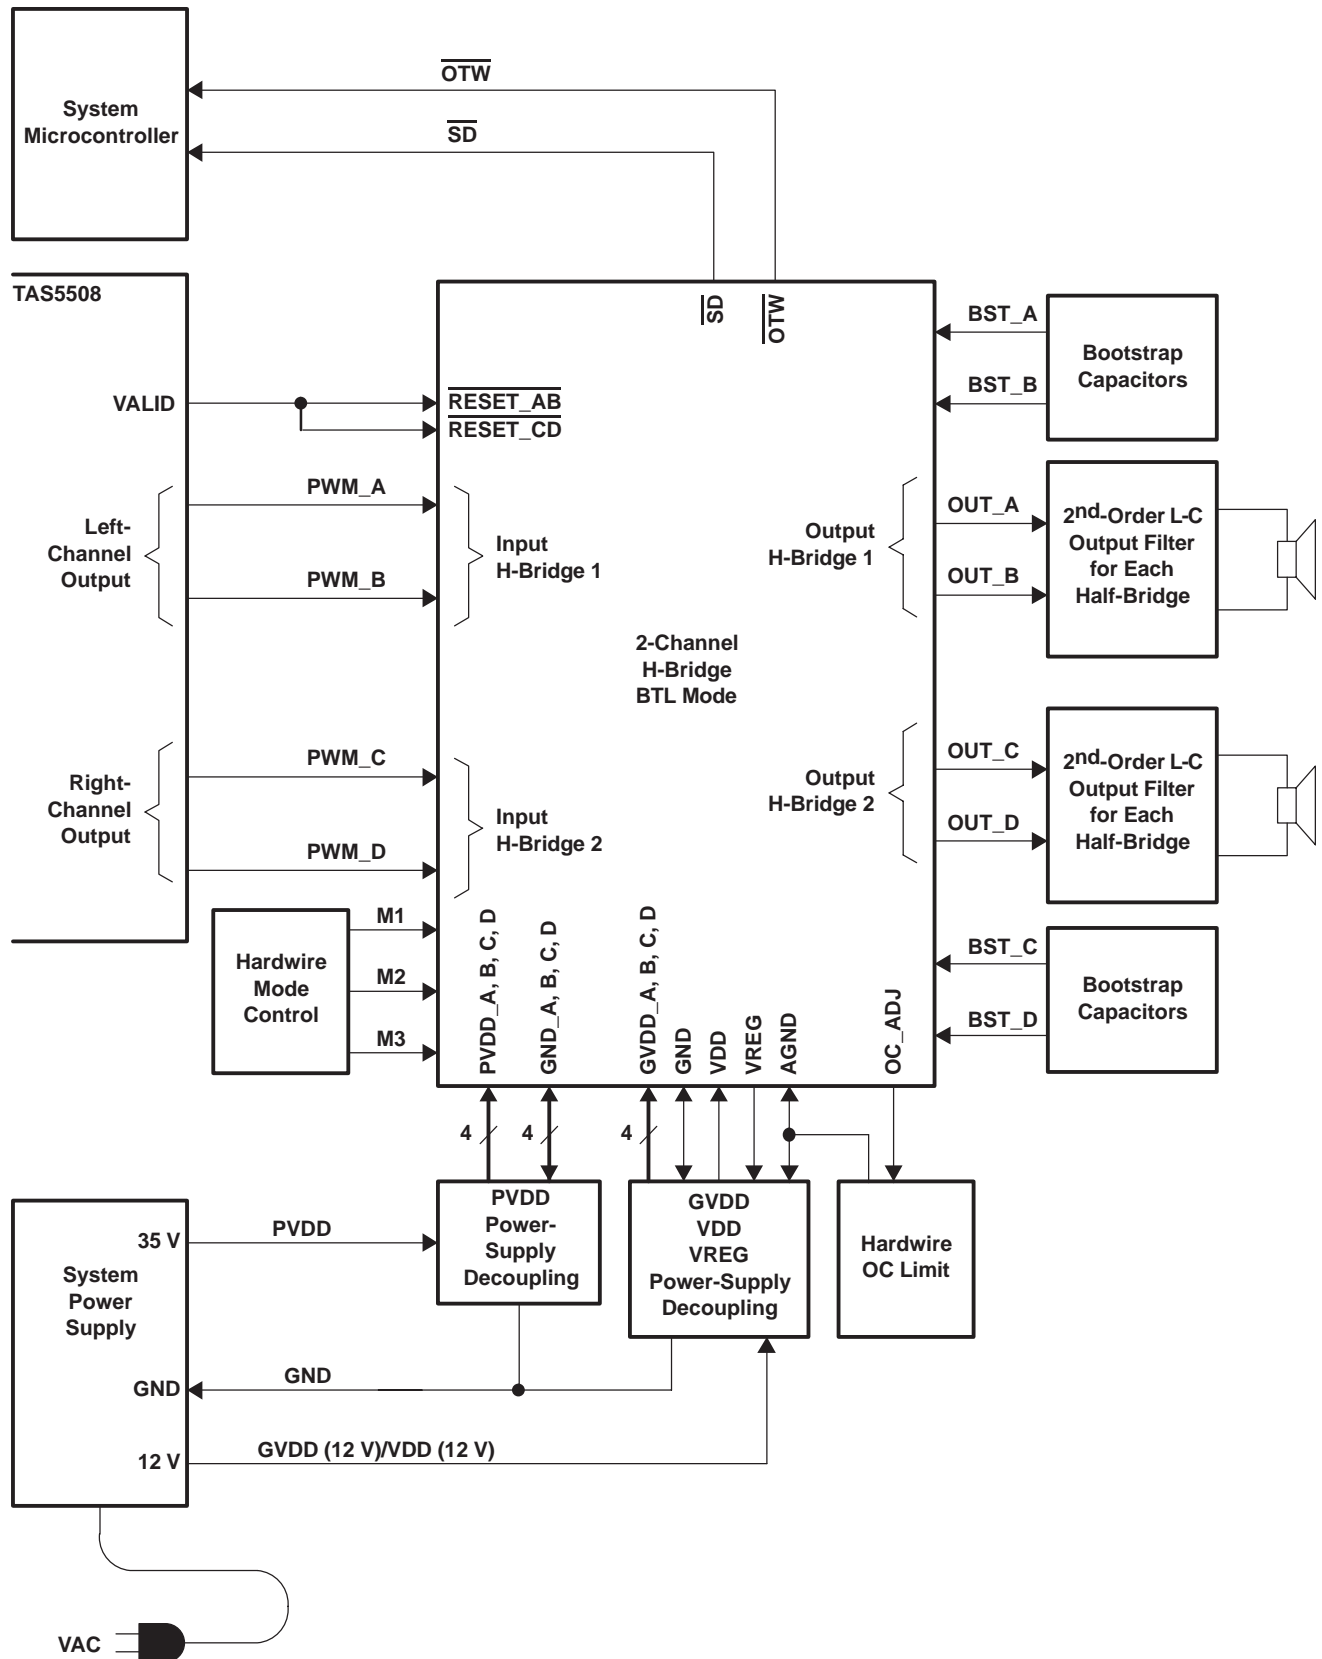 OTW
System
Microcontroller
SD
TAS5508
SD
OTW
BST_A
Bootstrap
Capacitors
BST_B
VALID
RESET_AB
RESET_CD
PWM_A
Left-
Channel
Output
PWM_B
Input
H-Bridge 1
Output
H-Bridge 1
OUT_A
OUT_B
2nd-Order L-C
Output Filter
for Each
Half-Bridge
2-Channel
H-Bridge
BTL Mode
PWM_C
Right-
Channel
Output
PWM_D
Input
H-Bridge 2
Output
H-Bridge 2
OUT_C
OUT_D
2nd-Order L-C
Output Filter
for Each
Half-Bridge
M1
Hardwire
Mode
Control
M2
M3
PVDD_A, B, C, D
GND_A, B, C, D
GVDD_A, B, C, D
GND
VDD
VREG
AGND
OC_ADJ
BST_C
Bootstrap
Capacitors
BST_D
4
4
4
PVDD
Power-
Supply
Decoupling
GVDD
VDD
VREG
Power-Supply
Decoupling
Hardwire
OC Limit
35 V
PVDD
System
Power
Supply
GND
GND
12 V
GVDD (12 V)/VDD (12 V)
VAC